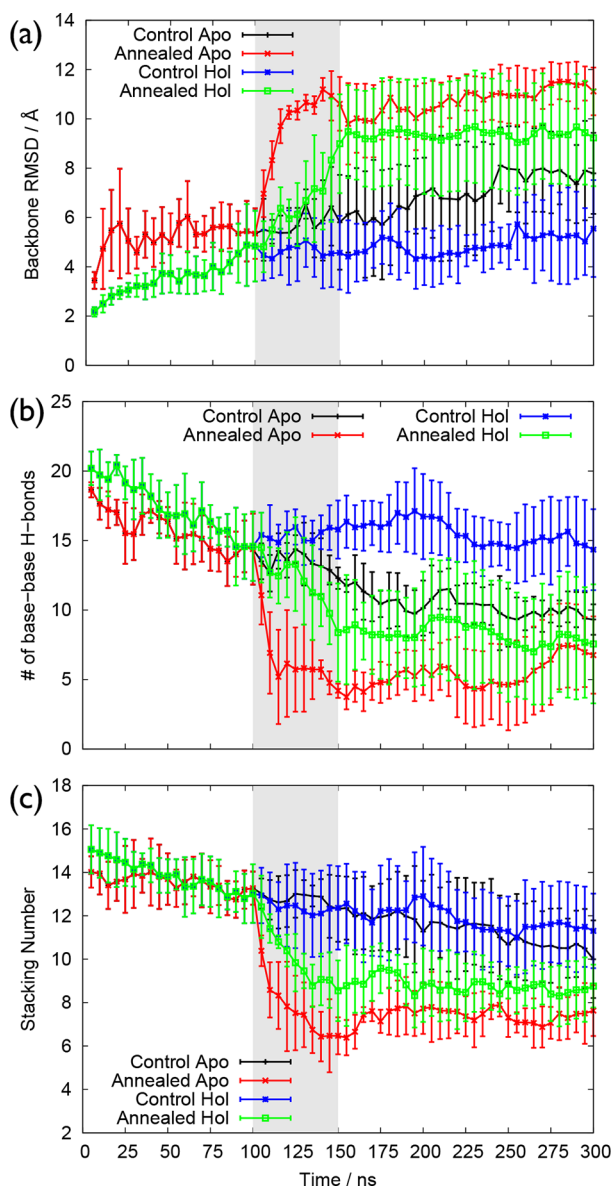 (a)
Backbone RMSD / Å
14
12
10
8
6
4
2
0
Control Apo
Annealed Apo
Control Hol
Annealed Hol
(b)
# of base-base H-bonds
25
20
15
10
5
0
Control Apo
Annealed Apo
Control Hol
Annealed Hol
(c)
Stacking Number
18
16
14
12
10
8
6
4
2
Control Apo
Annealed Apo
Control Hol
Annealed Hol
0 25 50 75 100 125 150 175 200 225 250 275 300
Time / ns